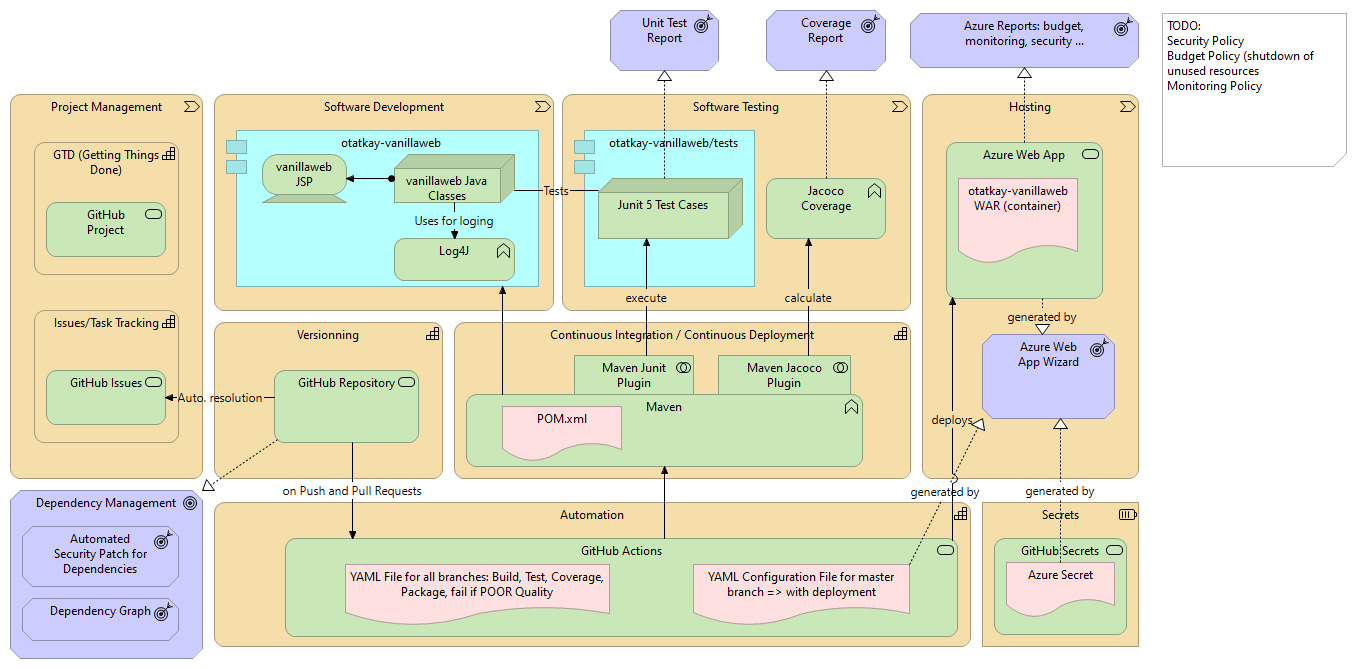 Unit Test
Report
Coverage
Report
Azure Reports: budget,
monitoring, security ...
TODO:
Security Policy
Budget Policy (shutdown of
unused resources
Monitoring Policy
Project Management
GTD (Getting Things
Done)
GitHub
Project
Issues/Task Tracking
GitHub Issues
Software Development
otatkay-vanillaweb
vanillaweb
JSP
vanillaweb Java
Classes
Uses for loging
Log4J
Tests
Software Testing
otatkay-vanillaweb/tests
Junit 5 Test Cases
Jacoco
Coverage
execute
calculate
Hosting
Azure Web App
otatkay-vanillaweb
WAR (container)
generated by
Azure Web
App Wizard
deploys
Versionning
GitHub Repository
Auto. resolution
on Push and Pull Requests
Continuous Integration / Continuous Deployment
Maven Junit
Plugin
Maven Jacoco
Plugin
Maven
POM.xml
generated by
generated by
Dependency Management
Automated
Security Patch for
Dependencies
Dependency Graph
Automation
GitHub Actions
YAML File for all branches: Build, Test, Coverage,
Package, fail if POOR Quality
YAML Configuration File for master
branch => with deployment
Secrets
GitHub Secrets
Azure Secret